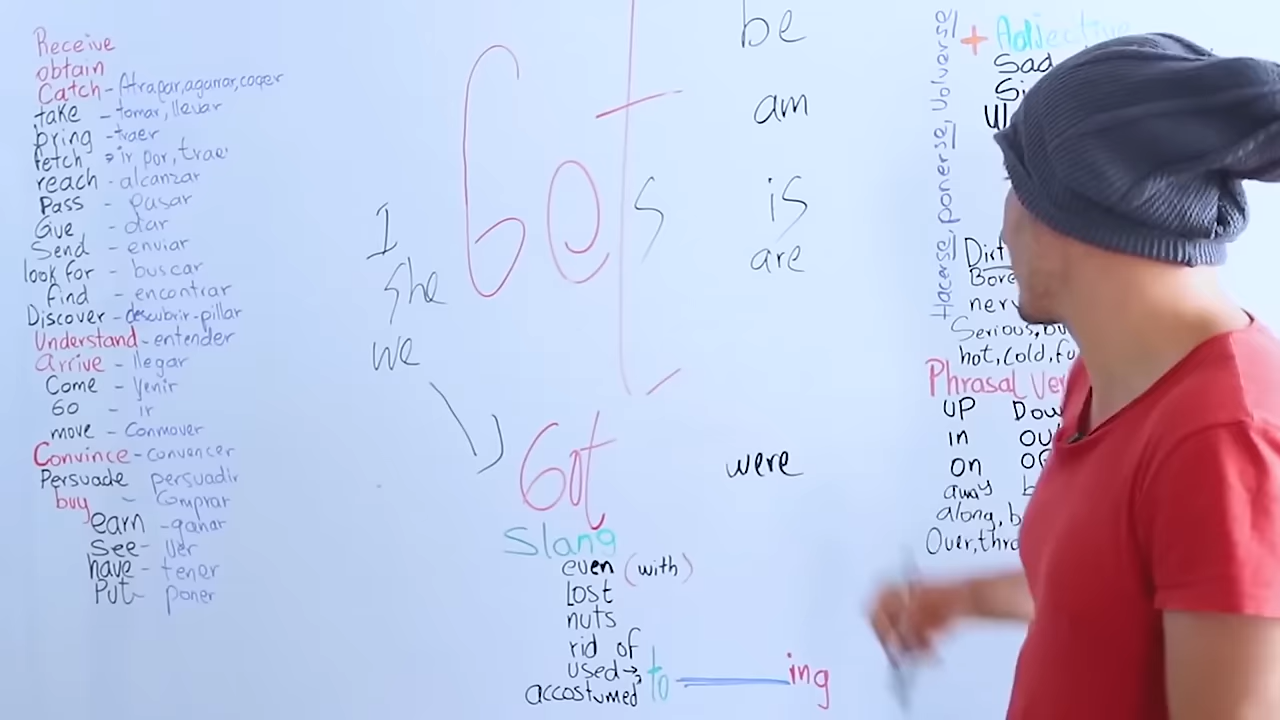 Receive
obtain
Catch - Atrapar, agarrar, coger
take - tomar, llevar
bring - traer
fetch ir por, traer
reach - alcanzar
Pass - pasar
Give - dar
Send - enviar
look for - buscar
find - encontrar
Discover - descubrir - pillar
Understand - entender
arrive - llegar
Come - Venir
Go - ir
move - Conmover
Convince - convencer
Persuade persuadir
buy - Comprar
earn - ganar
See - Ver
have - tener
Put - poner
I
she
we
Get
s
Got
Slang
even (with)
Lost
nuts
rid of
used → to ing
accostumed
be
am
is
are
were
Hacerse, ponerse, Volverse
+ Adjective
Sad
Si
W
Dirt
Bore
nerv
Serious, bu
hot, Cold, fu
Phrasal Ver
UP Dow
in ou
on of
away b
along, b
Over, thro